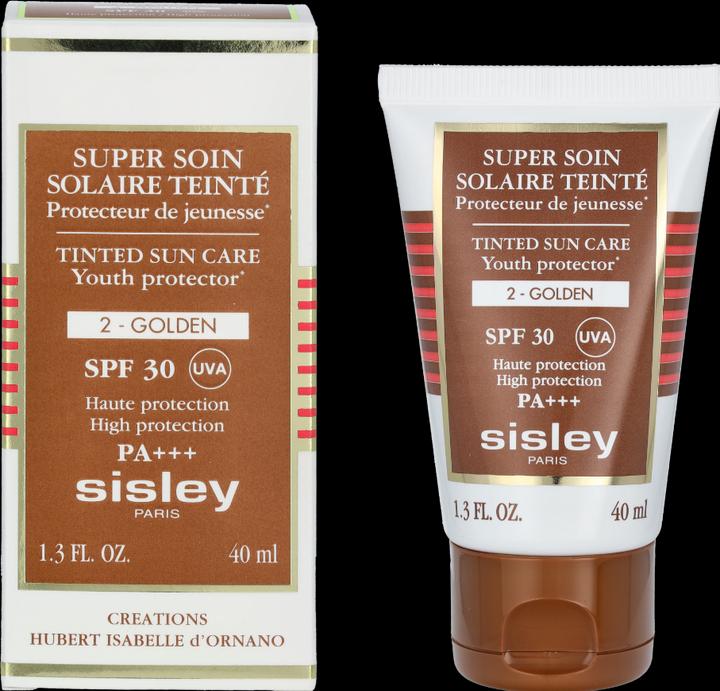 SUPER SOIN
SOLAIRE TEINTÉ
Protecteur de jeunesse*
TINTED SUN CARE
Youth protector*
2 - GOLDEN
SPF 30 UVA
Haute protection
High protection
PA+++
sisley
PARIS
1.3 FL. OZ. 40 ml
CREATIONS
HUBERT ISABELLE d'ORNANO
SUPER SOIN
SOLAIRE TEINTÉ
Protecteur de jeunesse*
TINTED SUN CARE
Youth protector*
2 - GOLDEN
SPF 30 UVA
Haute protection
High protection
PA+++
sisley
PARIS
1.3 FL. OZ. 40 ml